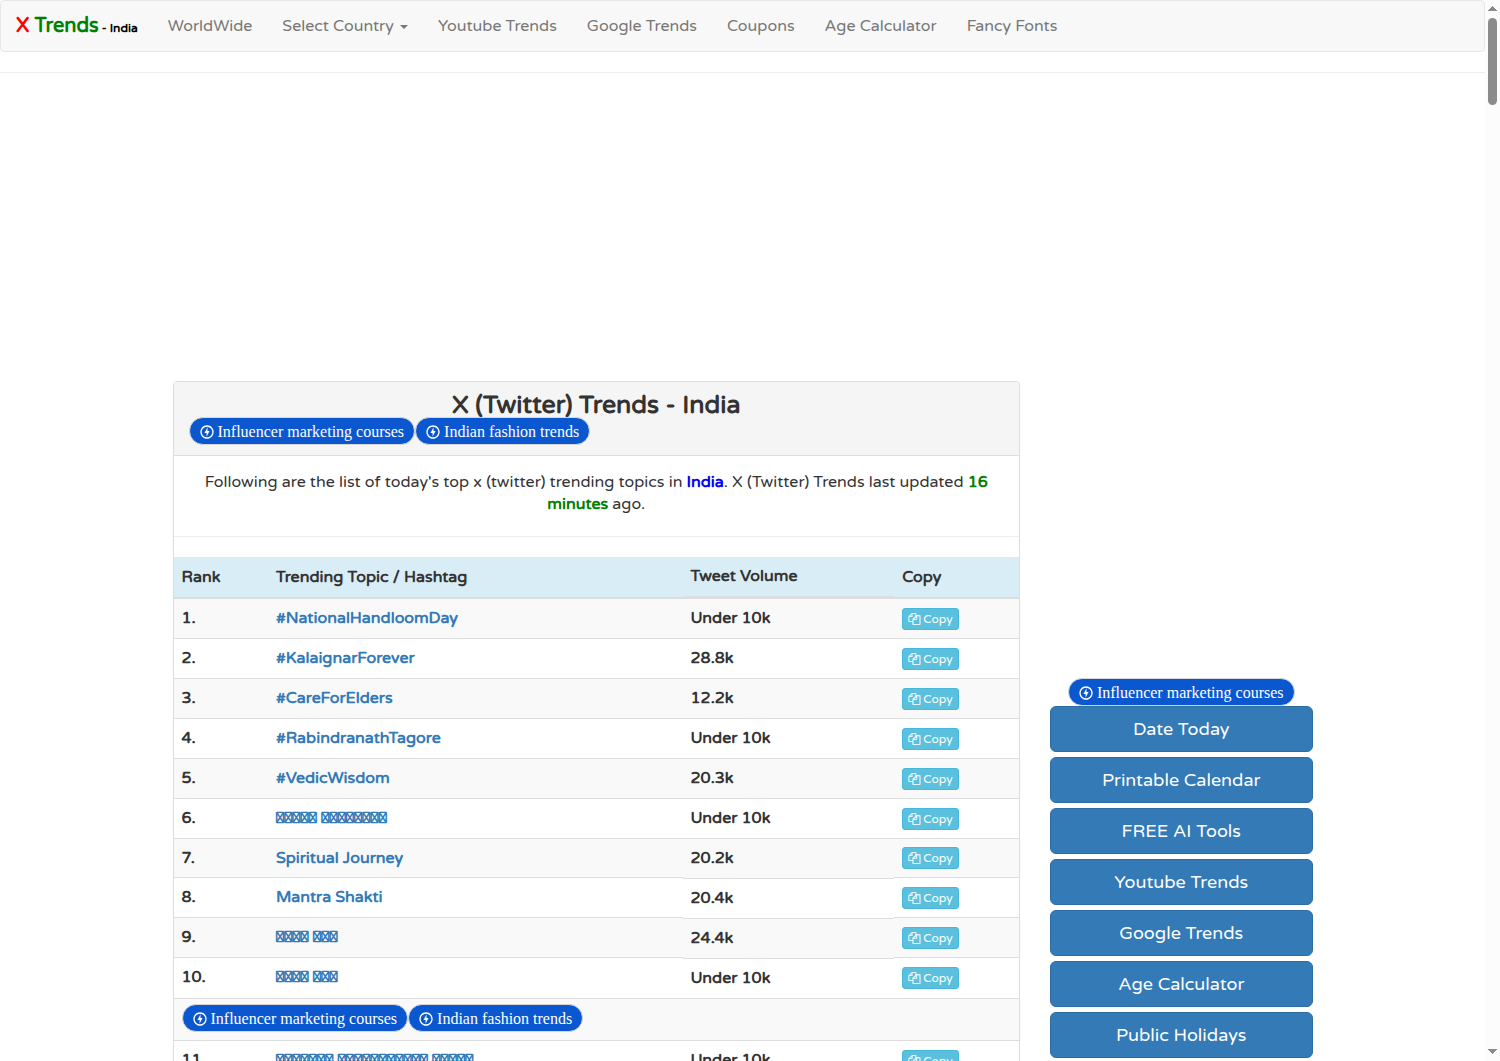 X Trends - India WorldWide Select Country Youtube Trends Google Trends Coupons Age Calculator Fancy Fonts
X (Twitter) Trends - India
Influencer marketing courses Indian fashion trends
Following are the list of today's top x (twitter) trending topics in India. X (Twitter) Trends last updated 16
minutes ago.
Rank Trending Topic / Hashtag Tweet Volume Copy
1. #NationalHandloomDay Under 10k Copy
2. #KalaignarForever 28.8k Copy
3. #CareForElders 12.2k Copy
4. #RabindranathTagore Under 10k Copy
5. #VedicWisdom 20.3k Copy
6. Under 10k Copy
7. Spiritual Journey 20.2k Copy
8. Mantra Shakti 20.4k Copy
9. 24.4k Copy
10. Under 10k Copy
Influencer marketing courses Indian fashion trends
11. Under 10k Copy
Influencer marketing courses
Date Today
Printable Calendar
FREE AI Tools
Youtube Trends
Google Trends
Age Calculator
Public Holidays